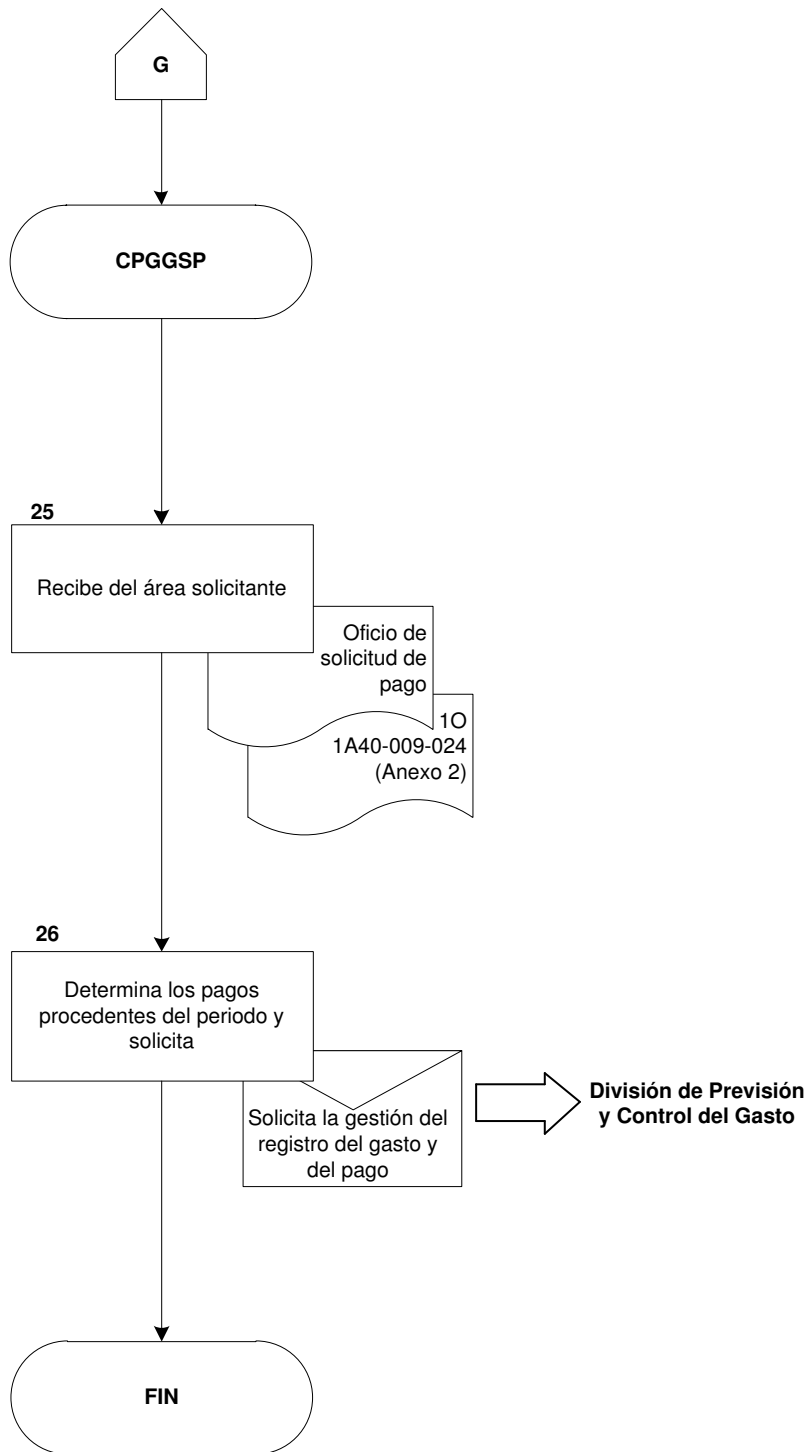 G
CPGGSP
25
Recibe del área solicitante
Oficio de
solicitud de
pago
1O
1A40-009-024
(Anexo 2)
26
Determina los pagos
procedentes del periodo y
solicita
Solicita la gestión del
registro del gasto y
del pago
División de Previsión
y Control del Gasto
FIN